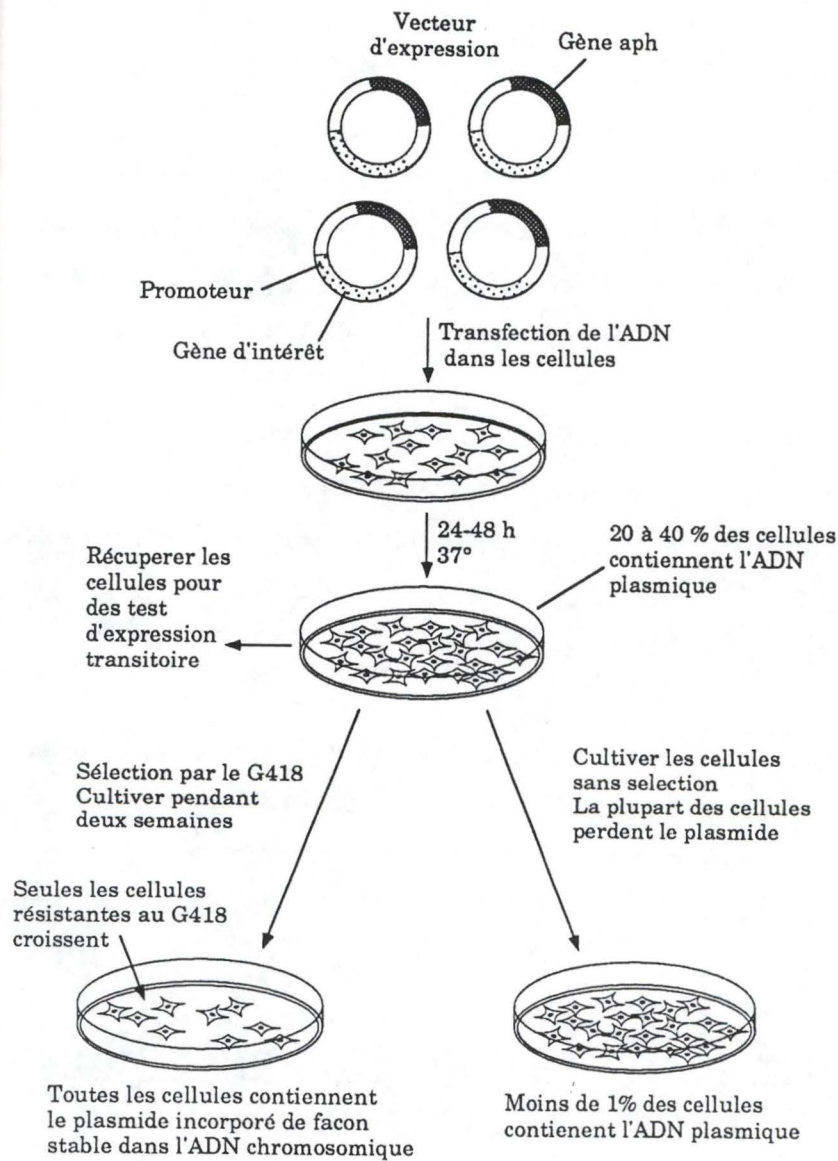 Vecteur
d'expression
Gène aph
Promoteur
Gène d'intérêt
Transfection de l'ADN
dans les cellules
24-48 h
37°
20 à 40 % des cellules
contiennent l'ADN
plasmique
Récuperer les
cellules pour
des test
d'expression
transitoire
Sélection par le G418
Cultiver pendant
deux semaines
Cultiver les cellules
sans selection
La plupart des cellules
perdent le plasmide
Seules les cellules
résistantes au G418
croissent
Toutes les cellules contiennent
le plasmide incorporé de facon
stable dans l'ADN chromosomique
Moins de 1% des cellules
contienent l'ADN plasmique